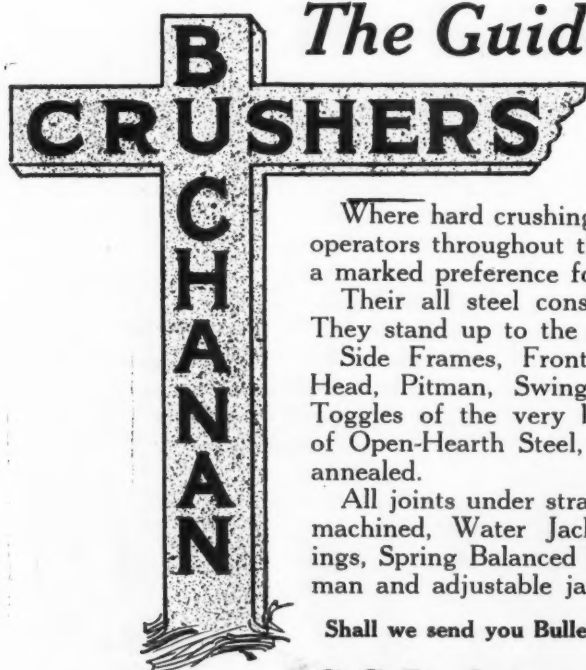 The Guid
BUCHANAN
CRUSHERS
Where hard crushing
operators throughout t
a marked preference fo
Their all steel cons
They stand up to the
Side Frames, Front
Head, Pitman, Swing
Toggles of the very
of Open-Hearth Steel,
annealed.
All joints under stra
machined, Water Jack
ings, Spring Balanced
man and adjustable ja
Shall we send you Bulle